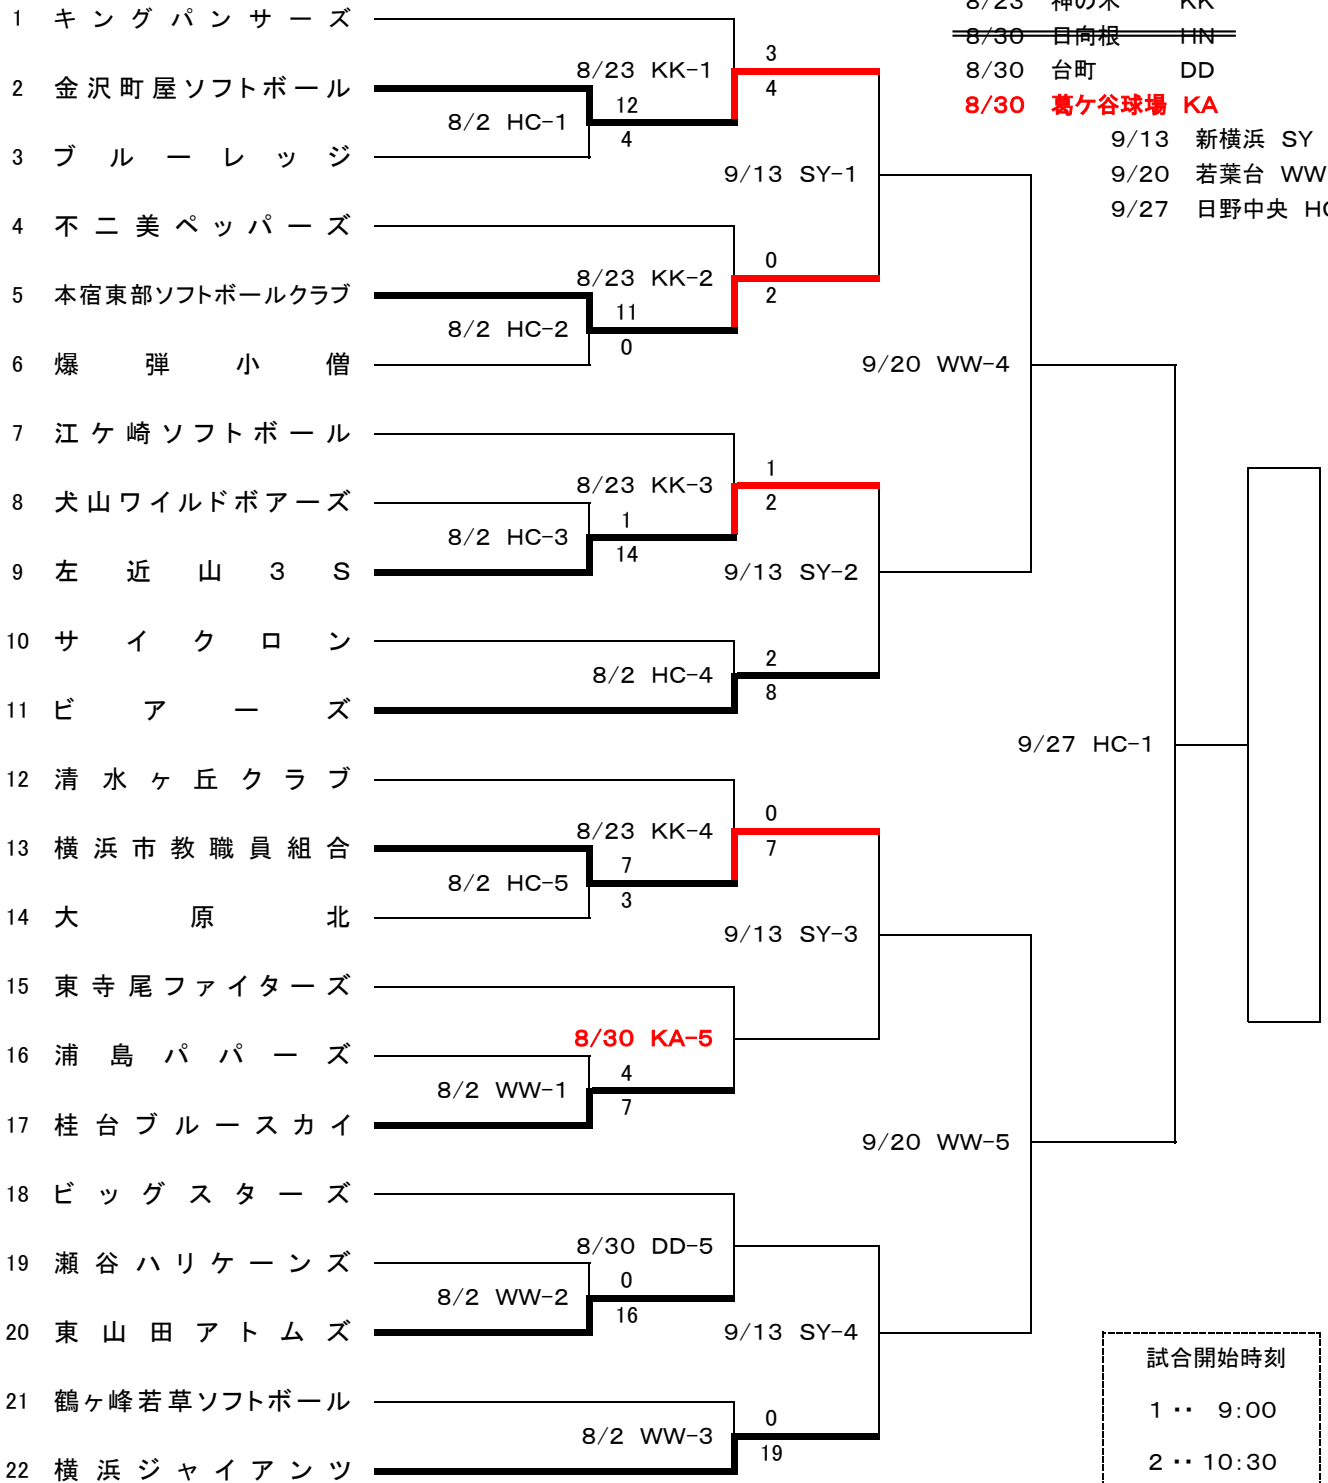 8/23 神の木 KK
8/30 日向根 HN
8/30 台町 DD
8/30 葛ケ谷球場 KA
9/13 新横浜 SY
9/20 若葉台 WW
9/27 日野中央 HC
1 キングパンサーズ
8/23 KK-1
3
4
2 金沢町屋ソフトボール
8/2 HC-1
12
4
3 ブルーレッジ
9/13 SY-1
4 不二美ペッパーズ
8/23 KK-2
0
2
5 本宿東部ソフトボールクラブ
8/2 HC-2
11
0
6 爆弾小僧
9/20 WW-4
7 江ケ崎ソフトボール
8/23 KK-3
1
2
8 犬山ワイルドボアーズ
8/2 HC-3
1
14
9 左近山3S
9/13 SY-2
10 サイクロン
8/2 HC-4
2
8
11 ビアーズ
9/27 HC-1
12 清水ヶ丘クラブ
8/23 KK-4
0
7
13 横浜市教職員組合
8/2 HC-5
7
3
14 大原北
9/13 SY-3
15 東寺尾ファイターズ
8/30 KA-5
16 浦島パパーズ
8/2 WW-1
4
7
17 桂台ブルースカイ
9/20 WW-5
18 ビッグスターズ
8/30 DD-5
19 瀬谷ハリケーンズ
8/2 WW-2
0
16
20 東山田アトムズ
9/13 SY-4
21 鶴ヶ峰若草ソフトボール
8/2 WW-3
0
19
22 横浜ジャイアンツ
試合開始時刻
1 ‥ 9:00
2 ‥ 10:30